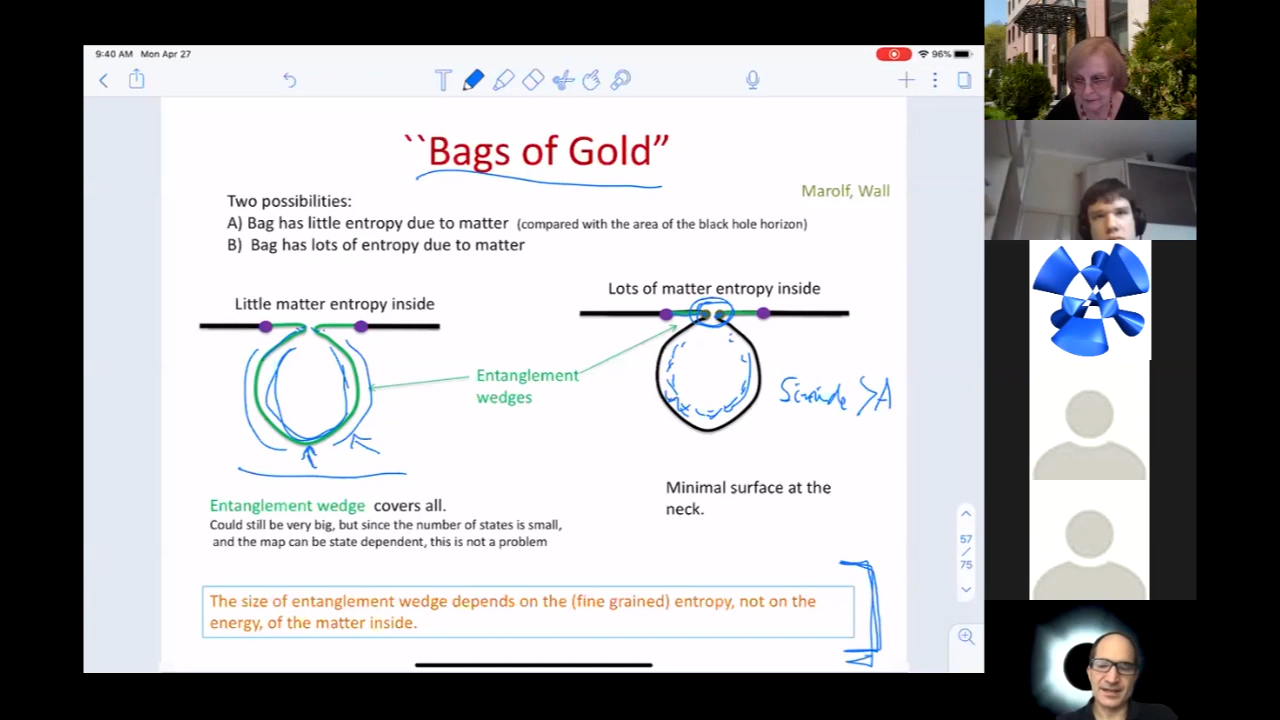 9:40 AM Mon Apr 27
96%
``Bags of Gold”
Marolf, Wall
Two possibilities:
A) Bag has little entropy due to matter (compared with the area of the black hole horizon)
B) Bag has lots of entropy due to matter
Little matter entropy inside
Lots of matter entropy inside
Entanglement
wedges
Sinside >A
Entanglement wedge covers all.
Could still be very big, but since the number of states is small,
and the map can be state dependent, this is not a problem
Minimal surface at the
neck.
57
/
75
The size of entanglement wedge depends on the (fine grained) entropy, not on the
energy, of the matter inside.